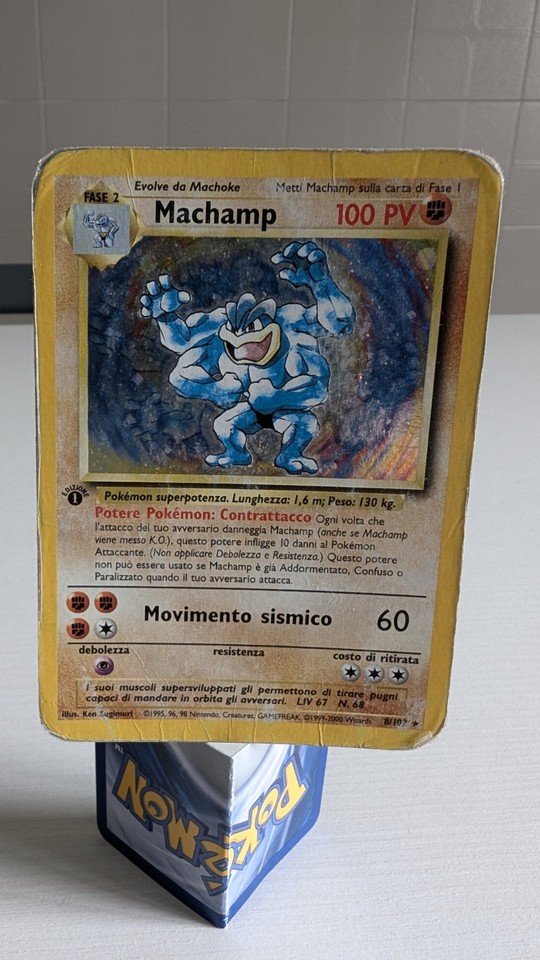 Evolve da Machoke Metti Machamp sulla carta di Fase 1
FASE 2
Machamp 100 PV
EDIZIONE
1
Pokémon superpotenza. Lunghezza: 1,6 m; Peso: 130 kg.
Potere Pokémon: Contrattacco Ogni volta che
l'attacco del tuo avversario danneggia Machamp (anche se Machamp
viene messo K.O.), questo potere infligge 10 danni al Pokémon
Attaccante. (Non applicare Debolezza e Resistenza.) Questo potere
non può essere usato se Machamp è già Addormentato, Confuso o
Paralizzato quando il tuo avversario attacca.
Movimento sismico 60
debolezza resistenza costo di ritirata
I suoi muscoli supersviluppati gli permettono di tirare pugni
capaci di mandare in orbita gli avversari. LIV 67 N. 68
Illus. Ken Sugimori ©1995, 96, 98 Nintendo, Creatures, GAMEFREAK. ©1999-2000 Wizards. 8/102 ★
POKÉMON
POKÉ